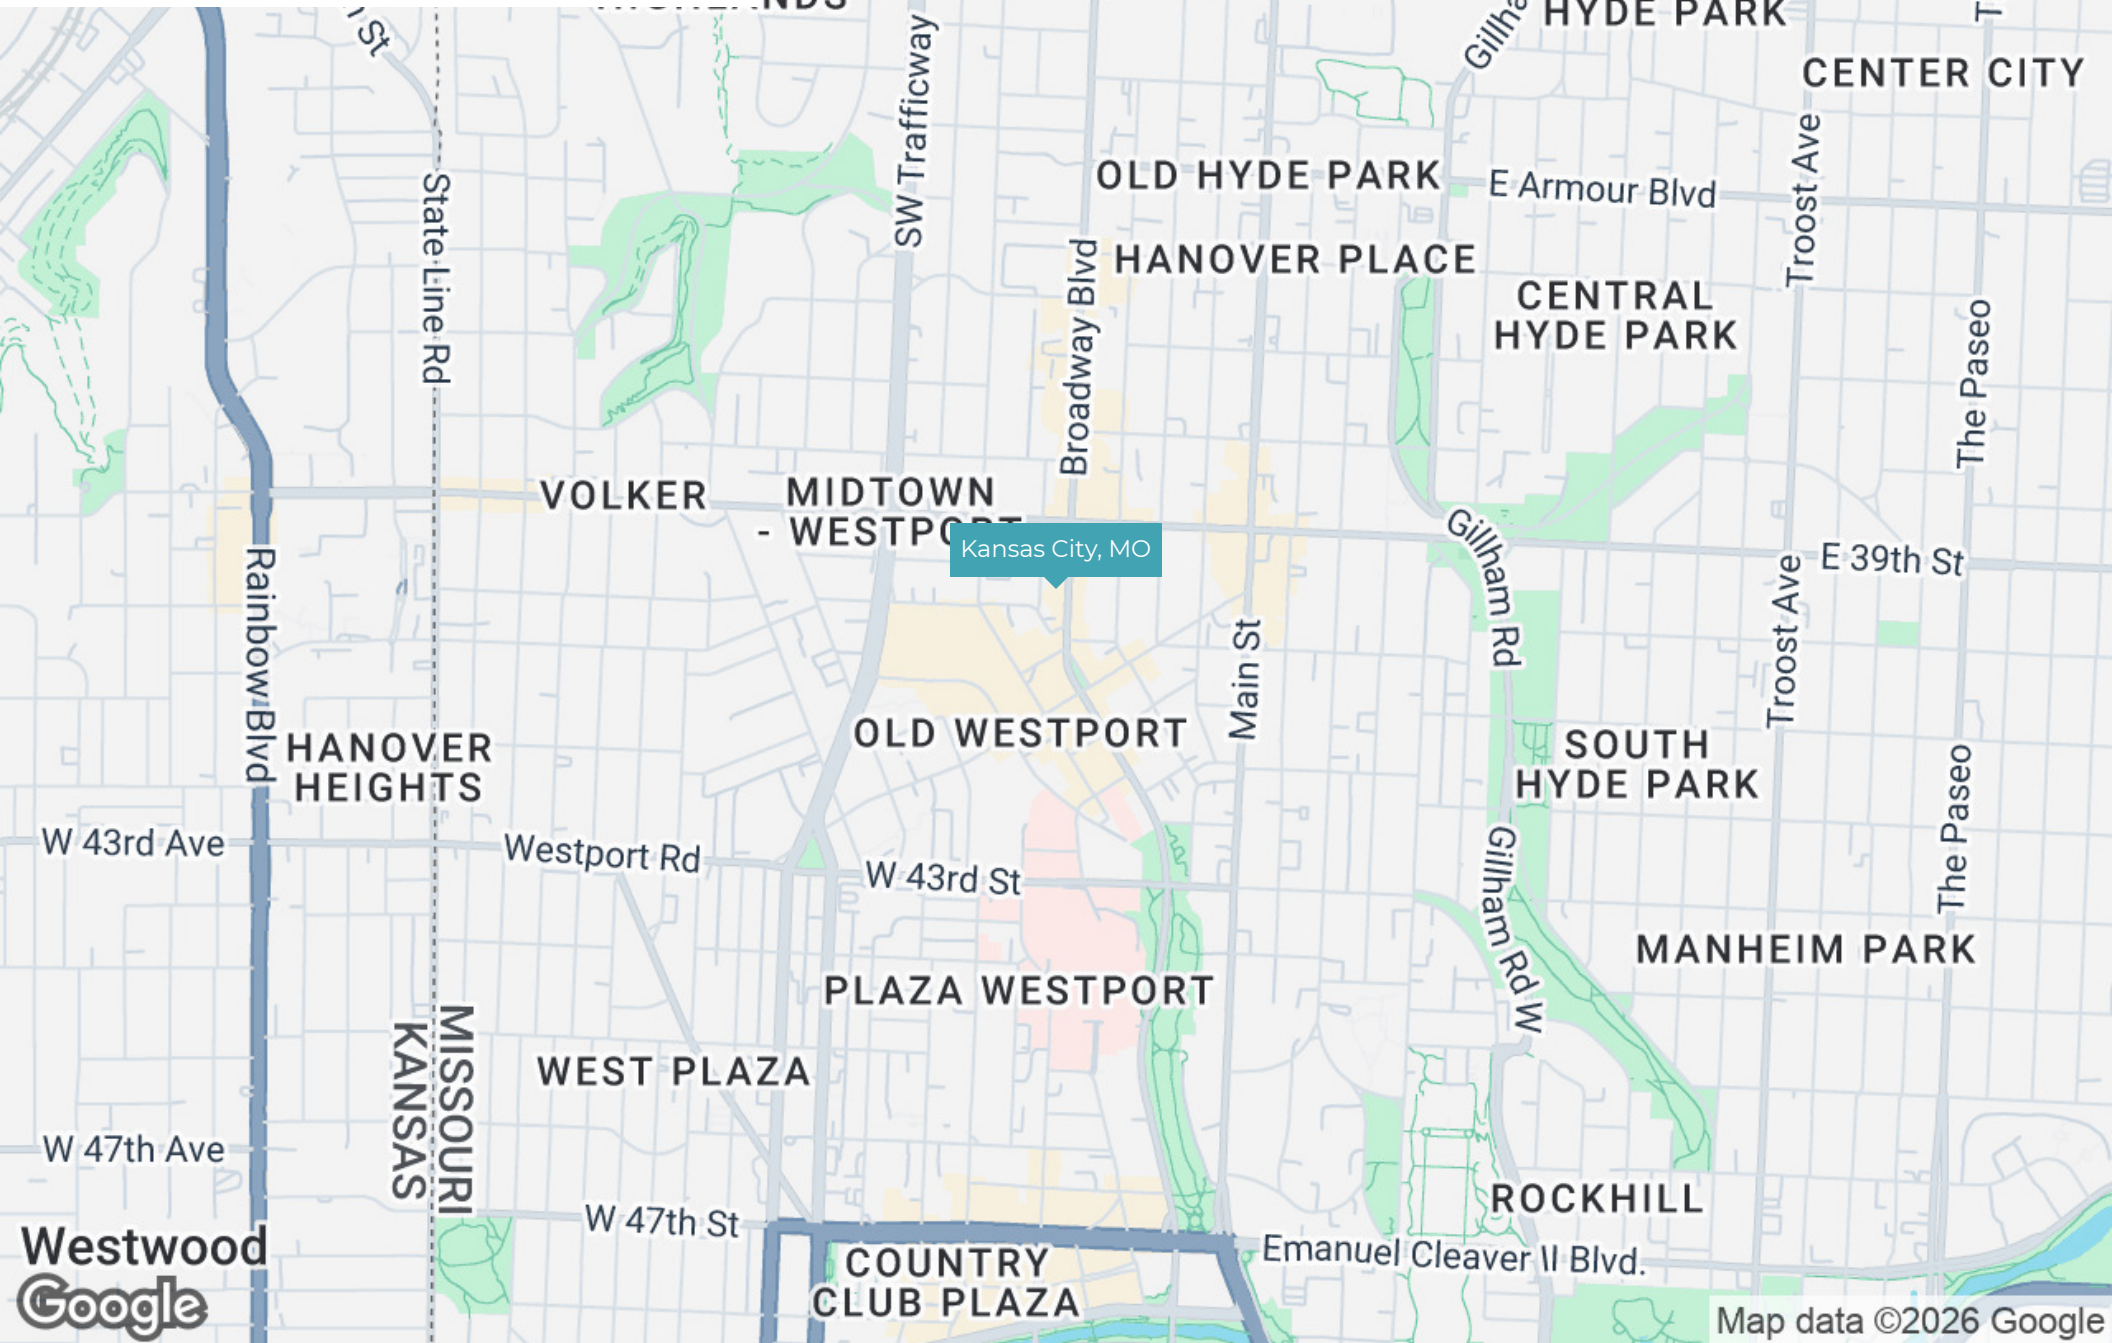 HYDE PARK
CENTER CITY
SW Trafficway
OLD HYDE PARK
E Armour Blvd
Troost Ave
State Line Rd
Broadway Blvd
HANOVER PLACE
CENTRAL
HYDE PARK
The Paseo
VOLKER
MIDTOWN
Kansas City, MO
Gillham Rd
E 39th St
Rainbow Blvd
Main St
Troost Ave
OLD WESTPORT
HANOVER
HEIGHTS
SOUTH
HYDE PARK
The Paseo
W 43rd Ave
Westport Rd
W 43rd St
Gillham Rd W
MANHEIM PARK
PLAZA WESTPORT
MISSOURI
KANSAS
WEST PLAZA
W 47th Ave
W 47th St
ROCKHILL
Westwood
Emanuel Cleaver II Blvd.
COUNTRY
CLUB PLAZA
Google
Map data ©2026 Google